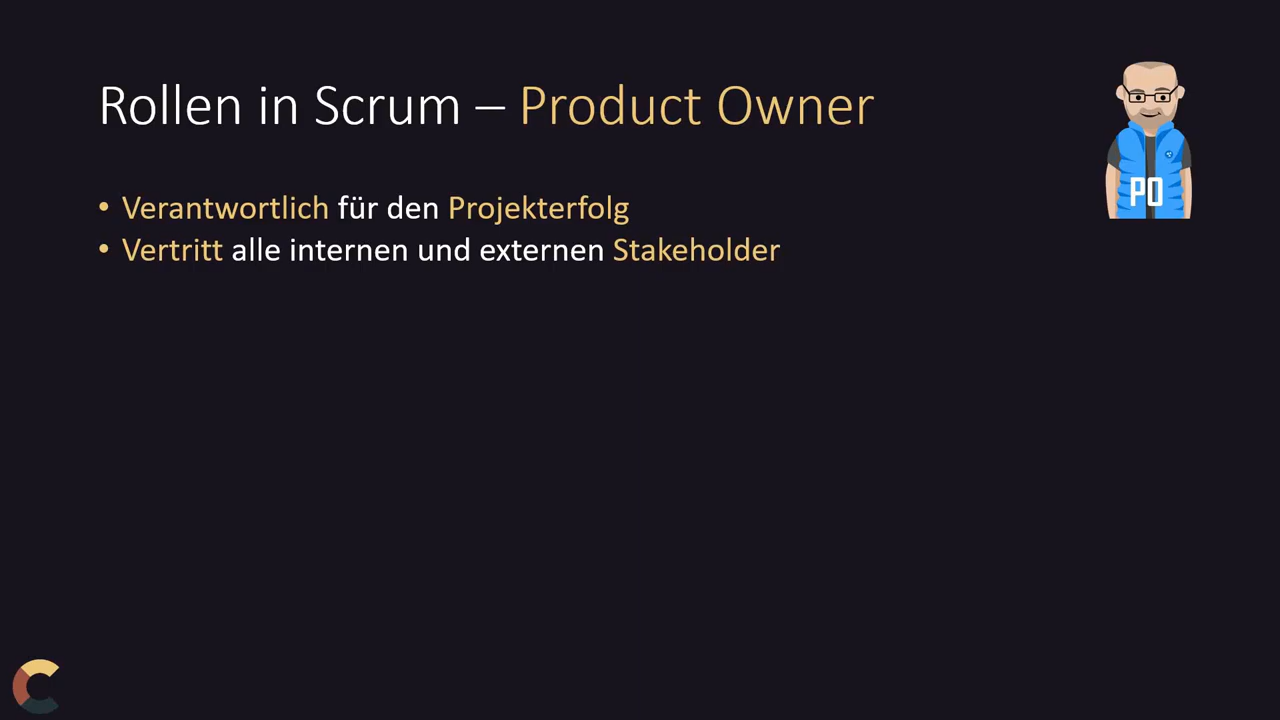 Rollen in Scrum – Product Owner
• Verantwortlich für den Projekterfolg
• Vertritt alle internen und externen Stakeholder
PO